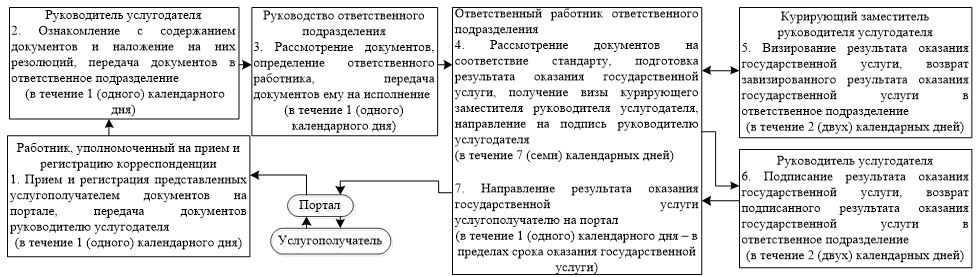 Руководитель услугодателя
2. Ознакомление с содержанием
документов и наложение на них
резолюций, передача документов в
ответственное подразделение
(в течение 1 (одного) календарного
дня)
Руководство ответственного
подразделения
3. Рассмотрение документов,
определение ответственного
работника, передача
документов ему на исполнение
(в течение 1 (одного)
календарного дня)
Ответственный работник ответственного
подразделения
4. Рассмотрение документов на
соответствие стандарту, подготовка
результата оказания государственной
услуги, получение визы курирующего
заместителя руководителя услугодателя,
направление на подпись руководителю
услугодателя
(в течение 7 (семи) календарных дней)
7. Направление результата оказания
государственной услуги
услугополучателю на портал
(в течение 1 (одного) календарного дня – в
пределах срока оказания государственной
услуги)
Курирующий заместитель
руководителя услугодателя
5. Визирование результата оказания
государственной услуги, возврат
завизированного результата оказания
государственной услуги в
ответственное подразделение
(в течение 2 (двух) календарных дней)
Работник, уполномоченный на прием и
регистрацию корреспонденции
1. Прием и регистрация представленных
услугополучателем документов на
портале, передача документов
руководителю услугодателя
(в течение 1 (одного) календарного дня)
Портал
Услугополучатель
Руководитель услугодателя
6. Подписание результата оказания
государственной услуги, возврат
подписанного результата оказания
государственной услуги в
ответственное подразделение
(в течение 2 (двух) календарных дней)